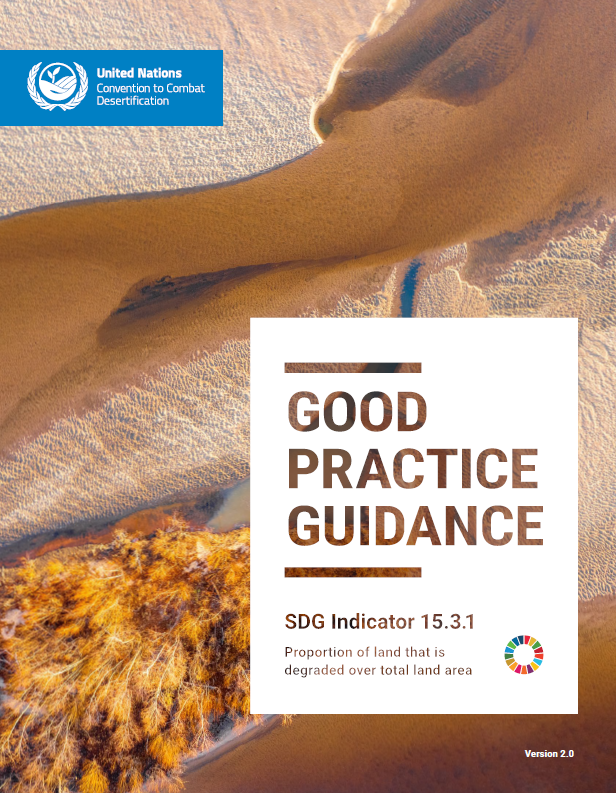 United Nations
Convention to Combat
Desertification
GOOD
PRACTICE
GUIDANCE
SDG Indicator 15.3.1
Proportion of land that is
degraded over total land area
Version 2.0